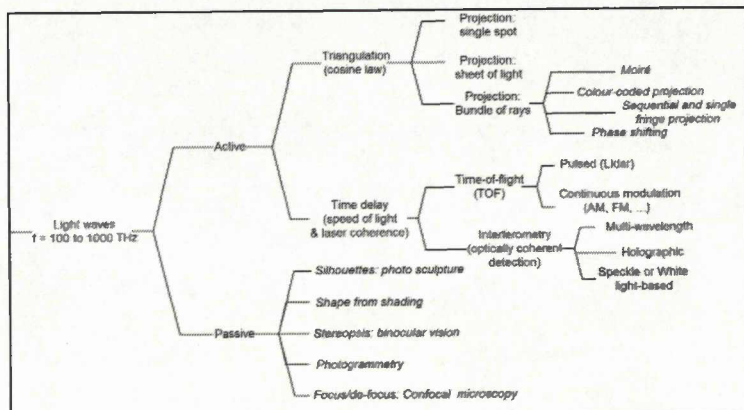 Light waves
f = 100 to 1000 THz
Active
Triangulation
(cosine law)
Projection:
single spot
Projection:
sheet of light
Projection:
Bundle of rays
Moiré
Colour-coded projection
Sequential and single
fringe projection
Phase shifting
Time delay
(speed of light
& laser coherence)
Time-of-flight
(TOF)
Pulsed (Lidar)
Continuous modulation
(AM, FM, ...)
Interferometry
(optically coherent
detection)
Multi-wavelength
Holographic
Speckle or White
light-based
Passive
Silhouettes: photo sculpture
Shape from shading
Stereopsis: binocular vision
Photogrammetry
Focus/de-focus: Confocal microscopy